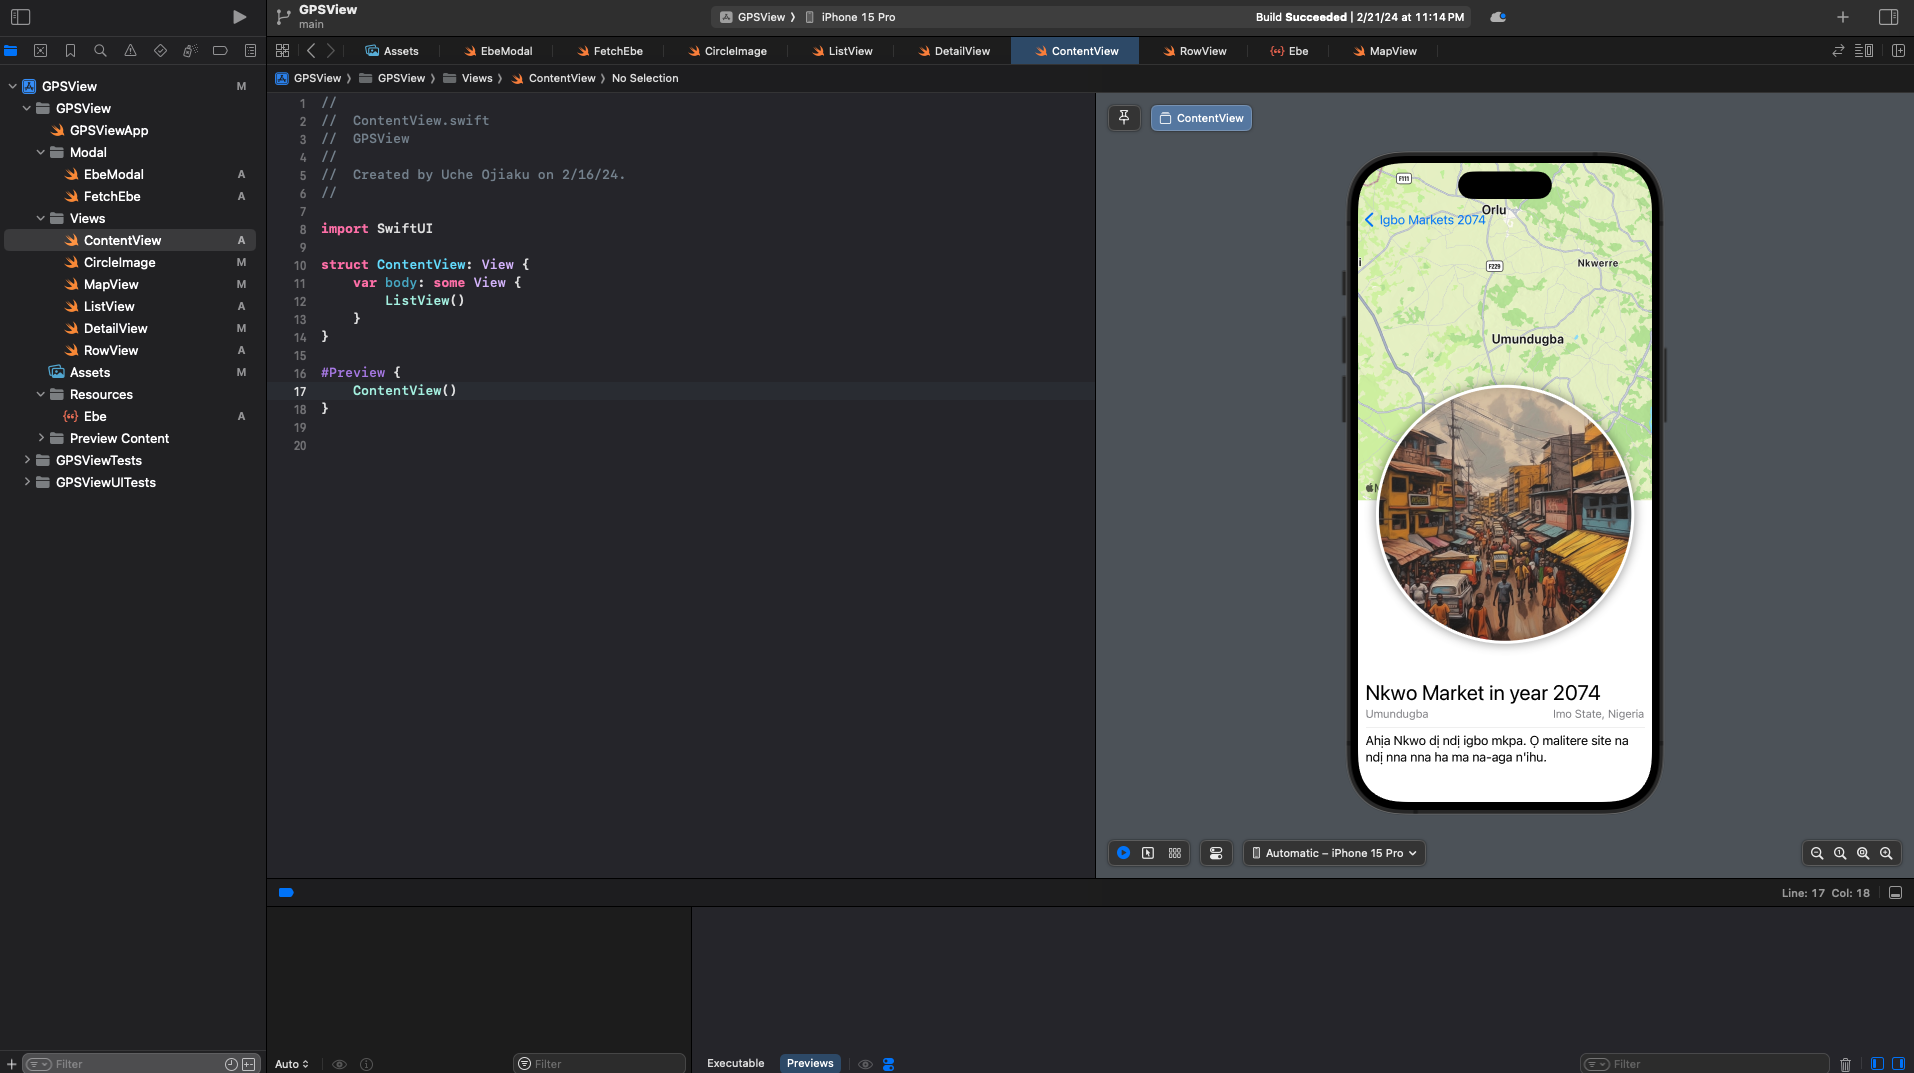 GPSView
main
GPSView
iPhone 15 Pro
Build Succeeded | 2/21/24 at 11:14 PM
Assets
EbeModal
FetchEbe
CircleImage
ListView
DetailView
ContentView
RowView
Ebe
MapView
GPSView
GPSView
Views
ContentView
No Selection
GPSView M
GPSView
GPSViewApp
Modal
EbeModal A
FetchEbe A
Views
ContentView A
CircleImage M
MapView M
ListView A
DetailView M
RowView A
Assets M
Resources
Ebe A
Preview Content
GPSViewTests
GPSViewUITests
1 //
2 //  ContentView.swift
3 //  GPSView
4 //
5 //  Created by Uche Ojiaku on 2/16/24.
6 //
7
8 import SwiftUI
9
10 struct ContentView: View {
11     var body: some View {
12         ListView()
13     }
14 }
15
16 #Preview {
17     ContentView()
18 }
19
20
ContentView
F111
Orlu
Igbo Markets 2074
i
F229
Nkwerre
Umundugba
Nkwo Market in year 2074
Umundugba
Imo State, Nigeria
Ahịa Nkwo dị ndị igbo mkpa. Ọ malitere site na
ndị nna nna ha ma na-aga n'ihu.
Automatic – iPhone 15 Pro
Line: 17 Col: 18
Filter
Auto
Filter
Executable
Previews
Filter